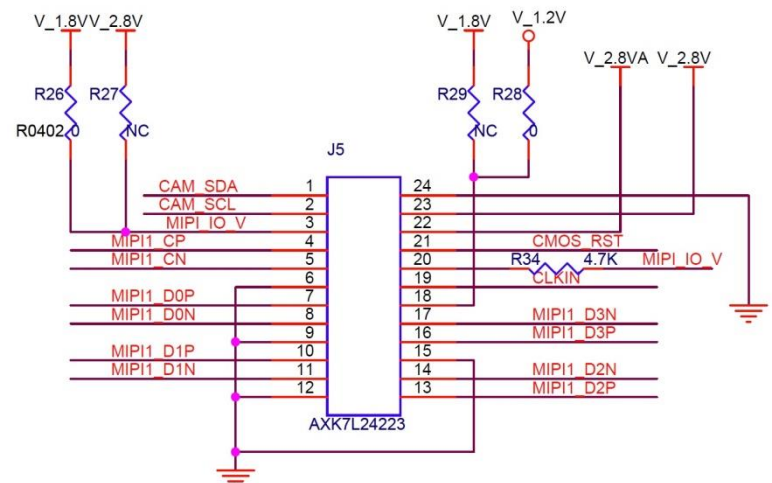 V_1.8V V_2.8V V_1.8V V_1.2V
V_2.8VA V_2.8V
R26 R27 R29 R28
R0402 0 NC NC 0
J5
CAM_SDA 1 24
CAM_SCL 2 23
MIPI_IO_V 3 22
MIPI1_CP 4 21 CMOS_RST
MIPI1_CN 5 20 R34 4.7K MIPI_IO_V
6 19 CLKIN
MIPI1_D0P 7 18
MIPI1_D0N 8 17 MIPI1_D3N
9 16 MIPI1_D3P
MIPI1_D1P 10 15
MIPI1_D1N 11 14 MIPI1_D2N
12 13 MIPI1_D2P
AXK7L24223